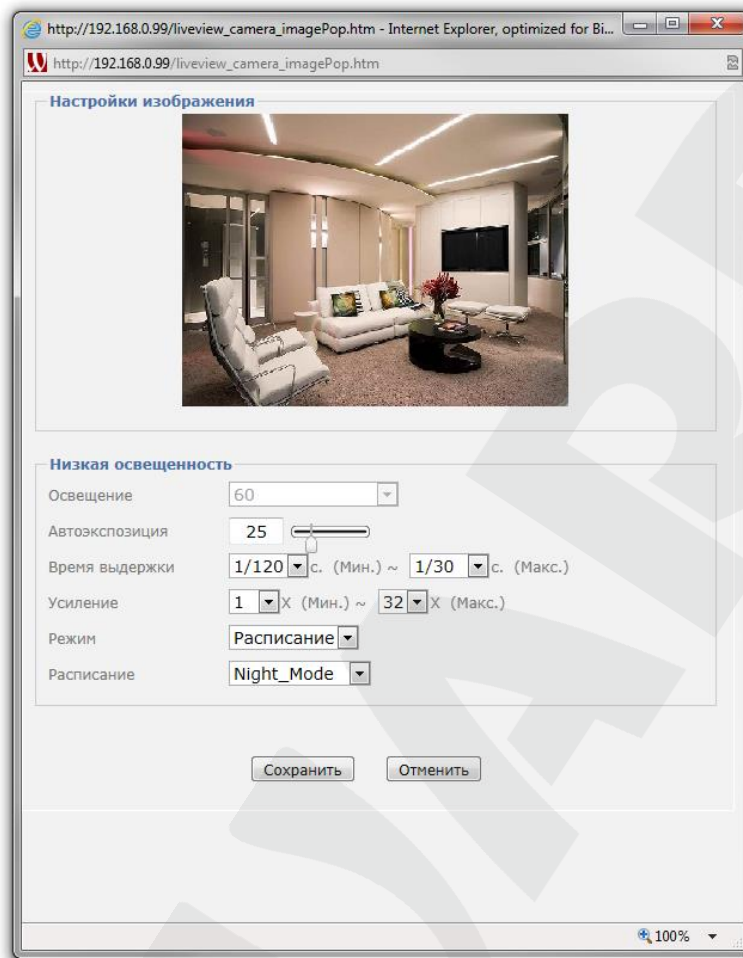 http://192.168.0.99/liveview_camera_imagePop.htm - Internet Explorer, optimized for Bi...
http://192.168.0.99/liveview_camera_imagePop.htm
Настройки изображения
Низкая освещенность
Освещение 60
Автоэкспозиция 25
Время выдержки 1/120 с. (Мин.) ~ 1/30 с. (Макс.)
Усиление 1 X (Мин.) ~ 32 X (Макс.)
Режим Расписание
Расписание Night_Mode
Сохранить Отменить
100%